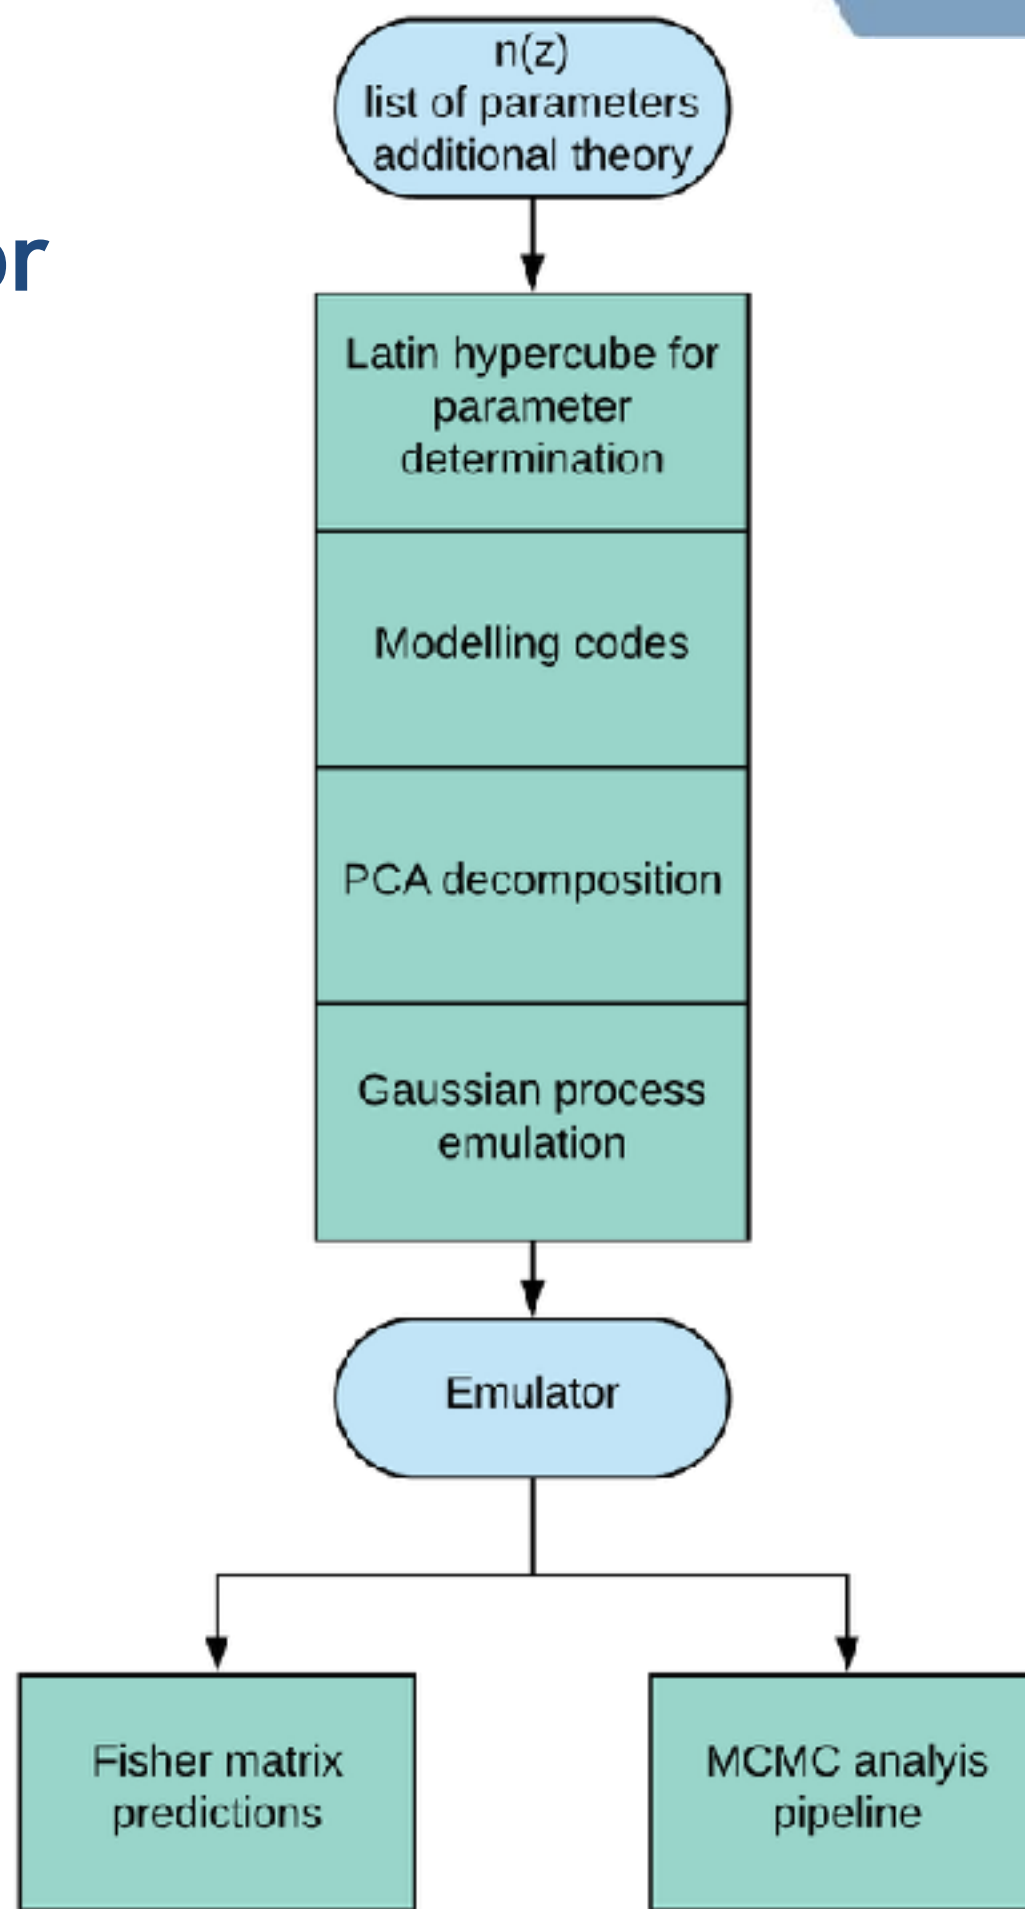 n(z)
list of parameters
additional theory
or
Latin hypercube for
parameter
determination
Modelling codes
PCA decomposition
Gaussian process
emulation
Emulator
Fisher matrix
predictions
MCMC analyis
pipeline